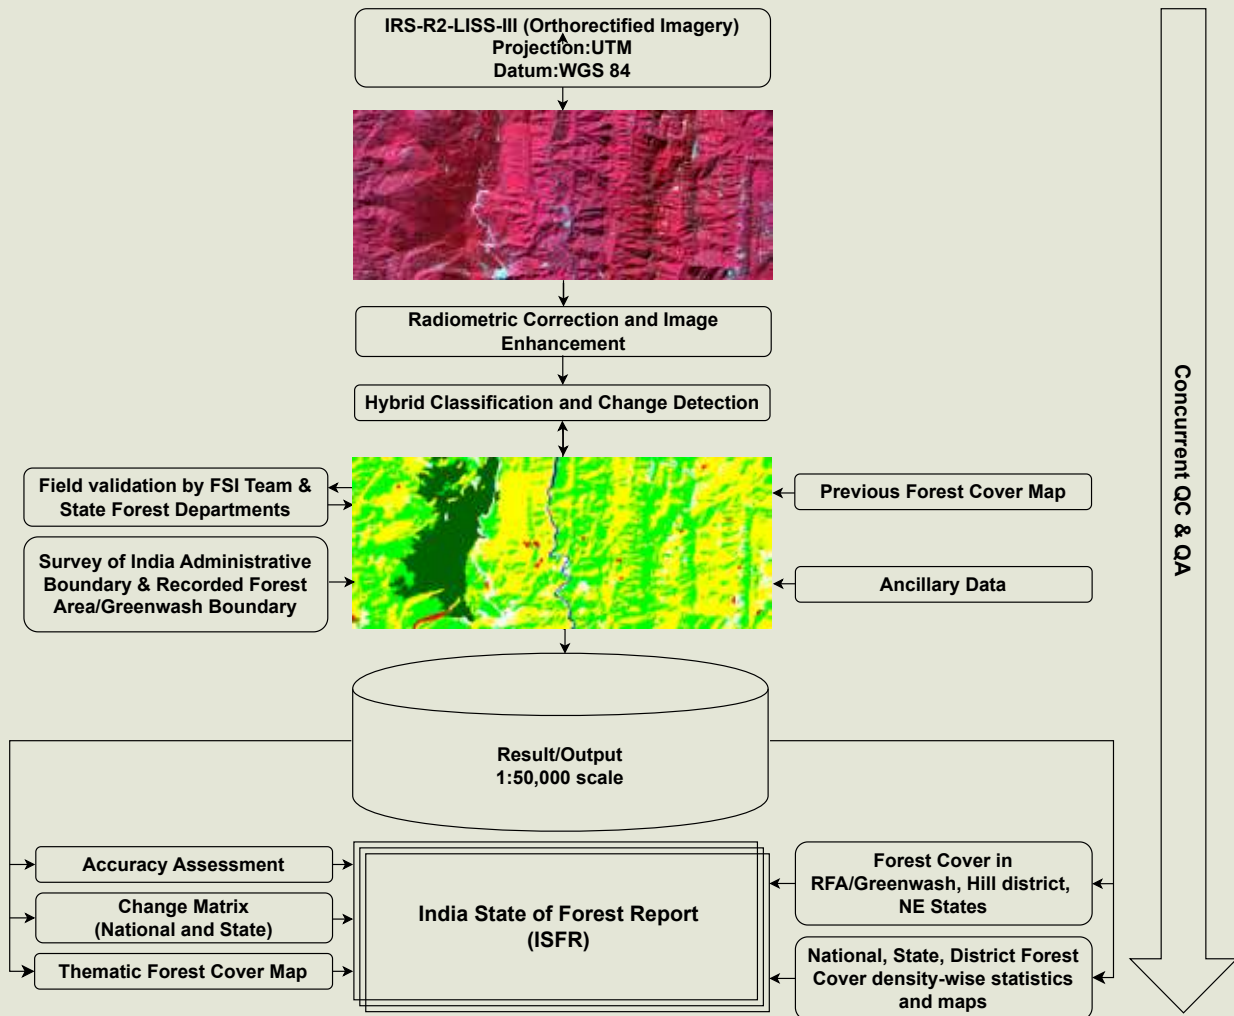 IRS-R2-LISS-III (Orthorectified Imagery)
Projection:UTM
Datum:WGS 84
Radiometric Correction and Image
Enhancement
Hybrid Classification and Change Detection
Field validation by FSI Team &
State Forest Departments
Previous Forest Cover Map
Survey of India Administrative
Boundary & Recorded Forest
Area/Greenwash Boundary
Ancillary Data
Concurrent QC & QA
Result/Output
1:50,000 scale
Accuracy Assessment
Change Matrix
(National and State)
Thematic Forest Cover Map
India State of Forest Report
(ISFR)
Forest Cover in
RFA/Greenwash, Hill district,
NE States
National, State, District Forest
Cover density-wise statistics
and maps